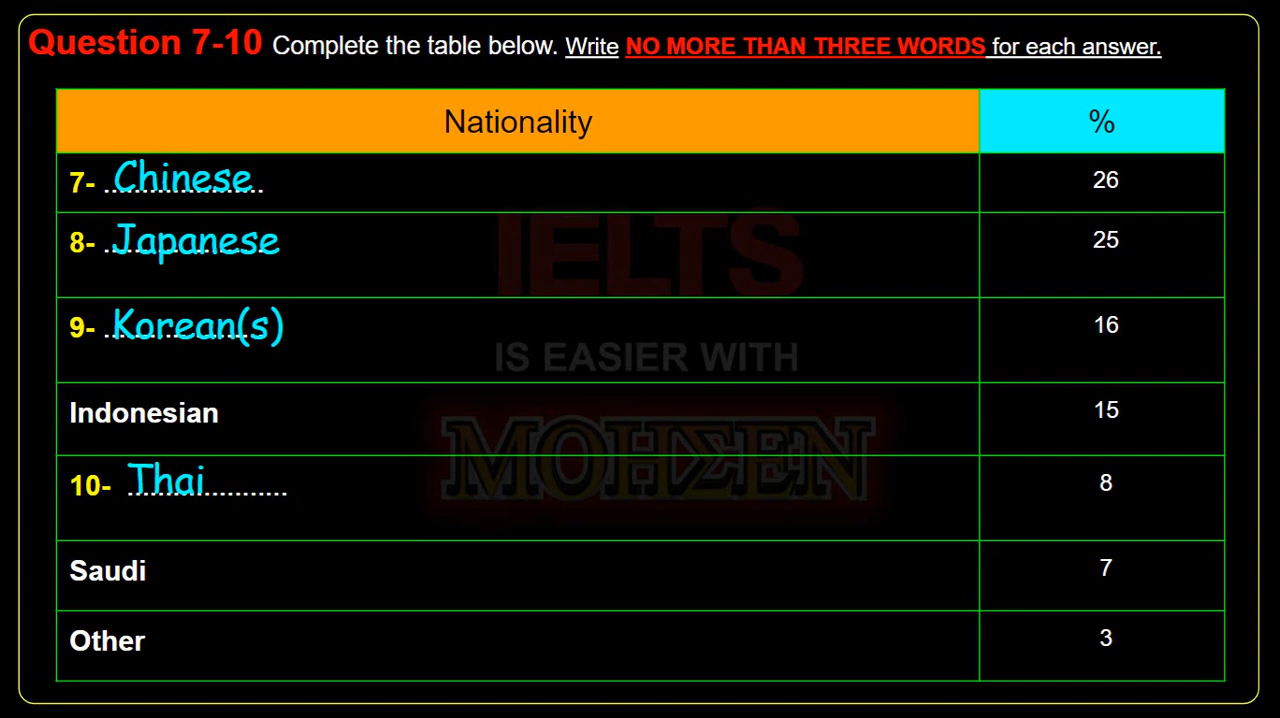 Question 7-10 Complete the table below. Write NO MORE THAN THREE WORDS for each answer.
Nationality %
7- .....Chinese..... 26
8- .....Japanese..... 25
9- .....Korean(s)..... 16
Indonesian 15
10- .....Thai..... 8
Saudi 7
Other 3
IELTS
IS EASIER WITH
MOHΣEN